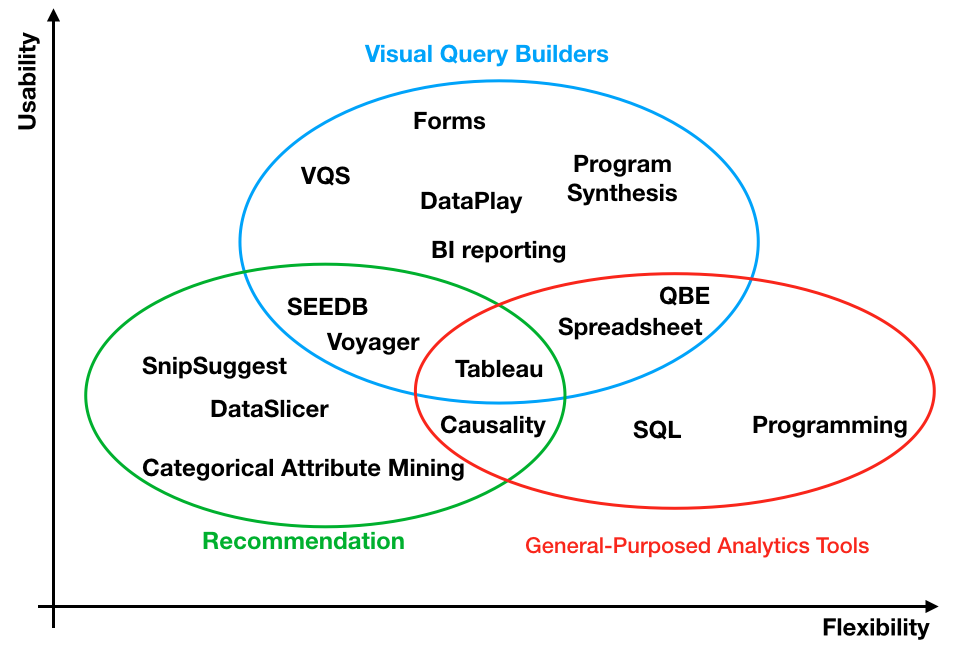 Usability
Visual Query Builders
Forms
VQS
Program
Synthesis
DataPlay
BI reporting
SEEDB
QBE
Spreadsheet
Voyager
SnipSuggest
Tableau
DataSlicer
Causality
SQL
Programming
Categorical Attribute Mining
Recommendation
General-Purposed Analytics Tools
Flexibility